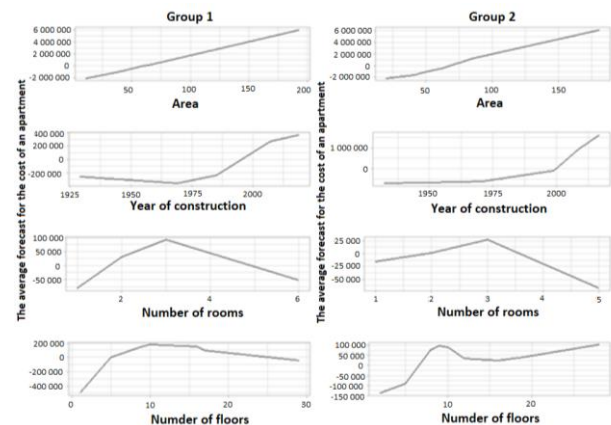 Group 1
Group 2
The average forecast for the cost of an apartment
6 000 000
4 000 000
2 000 000
0
-2 000 000
50
100
150
200
Area
6 000 000
4 000 000
2 000 000
0
-2 000 000
50
100
150
Area
400 000
200 000
0
-200 000
1925
1950
1975
2000
Year of construction
The average forecast for the cost of an apartment
1 000 000
0
1950
1975
2000
Year of construction
100 000
50 000
0
-50 000
2
4
6
Number of rooms
25 000
0
-25 000
-50 000
1
2
3
4
5
Number of rooms
200 000
0
-200 000
-400 000
0
10
20
30
Numder of floors
100 000
50 000
0
-50 000
-100 000
-150 000
10
20
Numder of floors